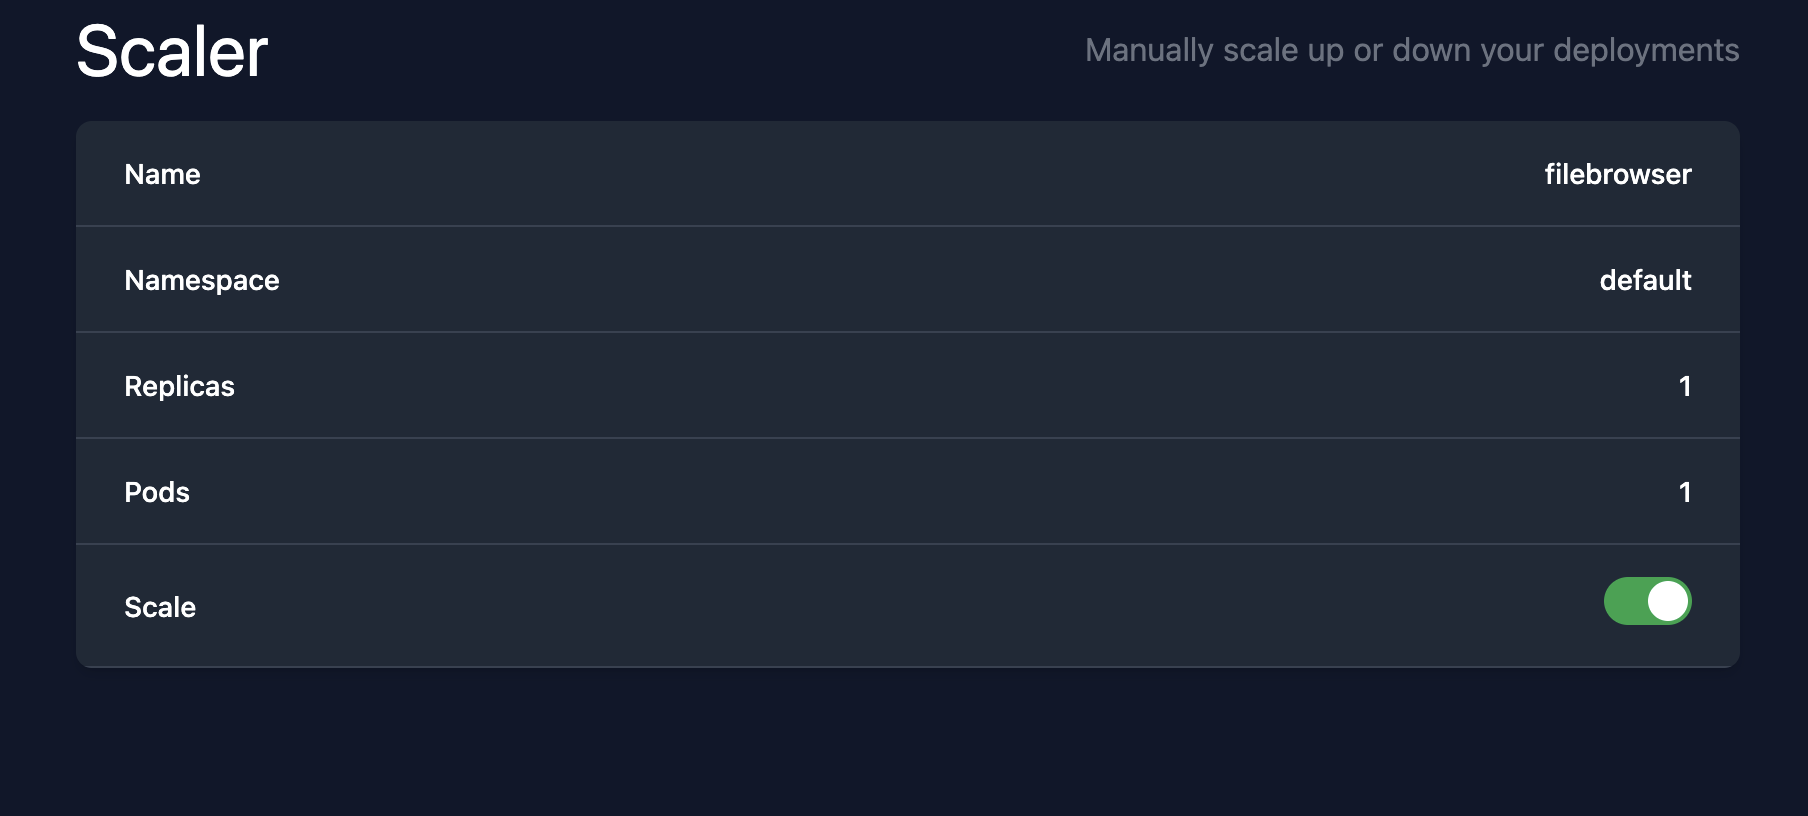 Scaler
Manually scale up or down your deployments
Name filebrowser
Namespace default
Replicas 1
Pods 1
Scale